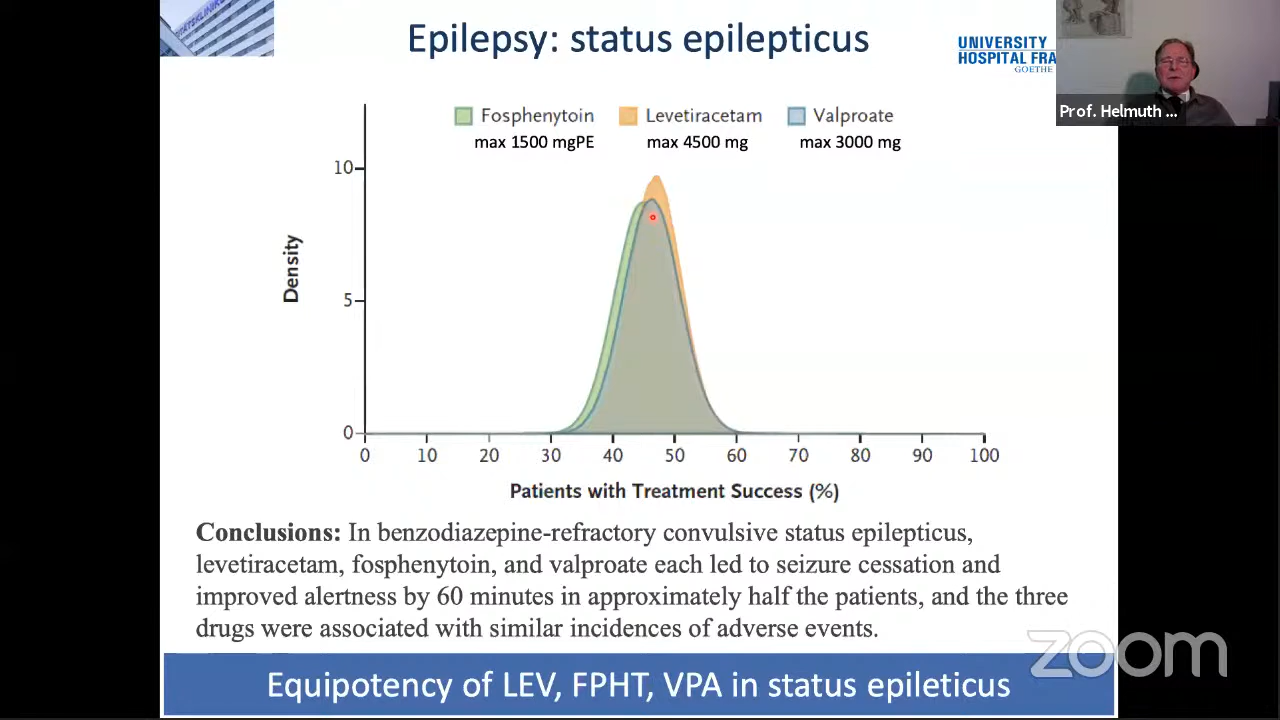 Epilepsy: status epilepticus
UNIVERSITY
HOSPITAL FRA
GOETHE
Prof. Helmuth ...
Fosphenytoin Levetiracetam Valproate
max 1500 mgPE max 4500 mg max 3000 mg
10
5
0
Density
0 10 20 30 40 50 60 70 80 90 100
Patients with Treatment Success (%)
Conclusions: In benzodiazepine-refractory convulsive status epilepticus,
levetiracetam, fosphenytoin, and valproate each led to seizure cessation and
improved alertness by 60 minutes in approximately half the patients, and the three
drugs were associated with similar incidences of adverse events.
zoom
Equipotency of LEV, FPHT, VPA in status epileticus